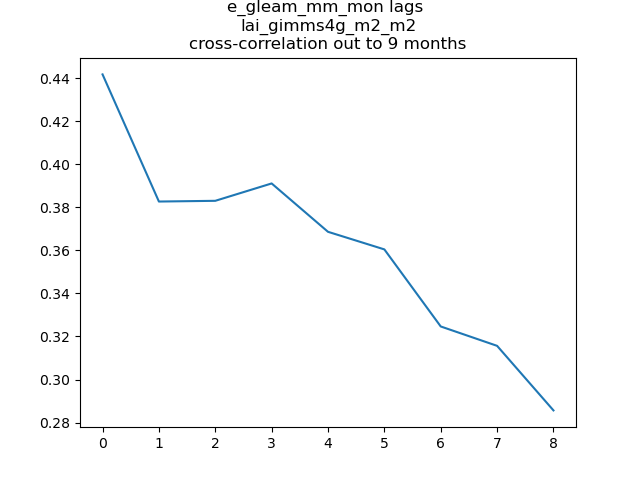 e_gleam_mm_mon lags
lai_gimms4g_m2_m2
cross-correlation out to 9 months
0.44
0.42
0.40
0.38
0.36
0.34
0.32
0.30
0.28
0 1 2 3 4 5 6 7 8